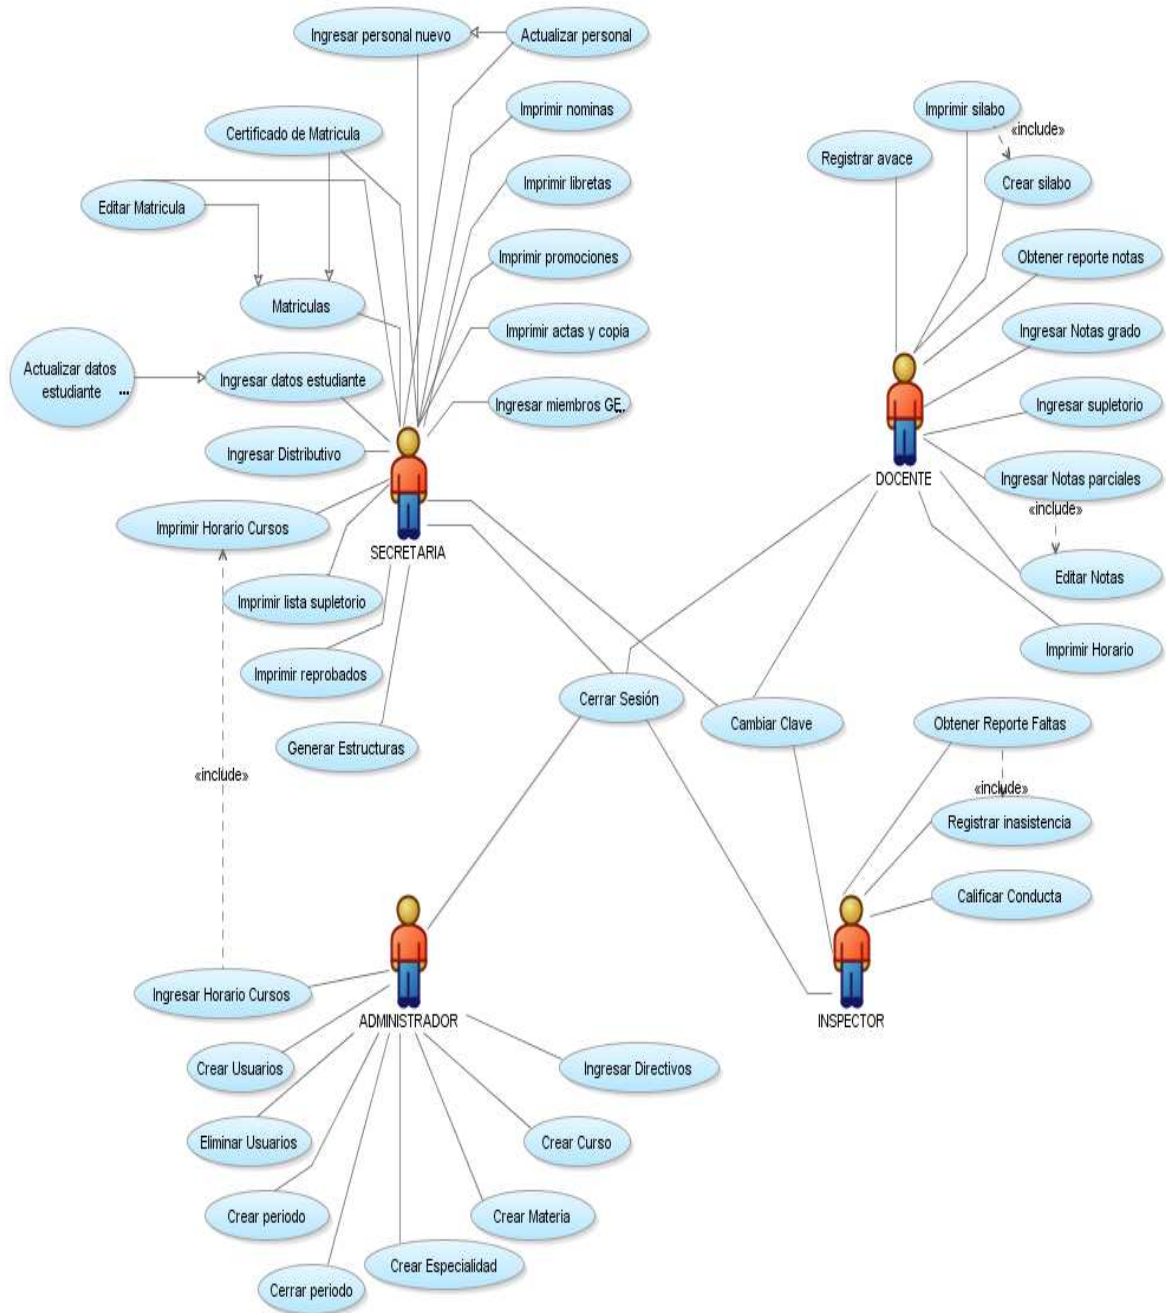 Ingresar personal nuevo
Actualizar personal
Imprimir nominas
Imprimir silabo
«include»
Certificado de Matricula
Registrar avace
Imprimir libretas
Crear silabo
Editar Matricula
Imprimir promociones
Obtener reporte notas
Matriculas
Imprimir actas y copia
Ingresar Notas grado
Actualizar datos
estudiante ...
Ingresar datos estudiante
Ingresar miembros GE..
Ingresar supletorio
Ingresar Distributivo
DOCENTE
Ingresar Notas parciales
«include»
Imprimir Horario Cursos
SECRETARIA
Editar Notas
Imprimir lista supletorio
Imprimir Horario
Imprimir reprobados
Cerrar Sesión
Cambiar Clave
Obtener Reporte Faltas
Generar Estructuras
«include»
«include»
Registrar inasistencia
Calificar Conducta
Ingresar Horario Cursos
ADMINISTRADOR
INSPECTOR
Crear Usuarios
Ingresar Directivos
Eliminar Usuarios
Crear Curso
Crear periodo
Crear Materia
Crear Especialidad
Cerrar periodo